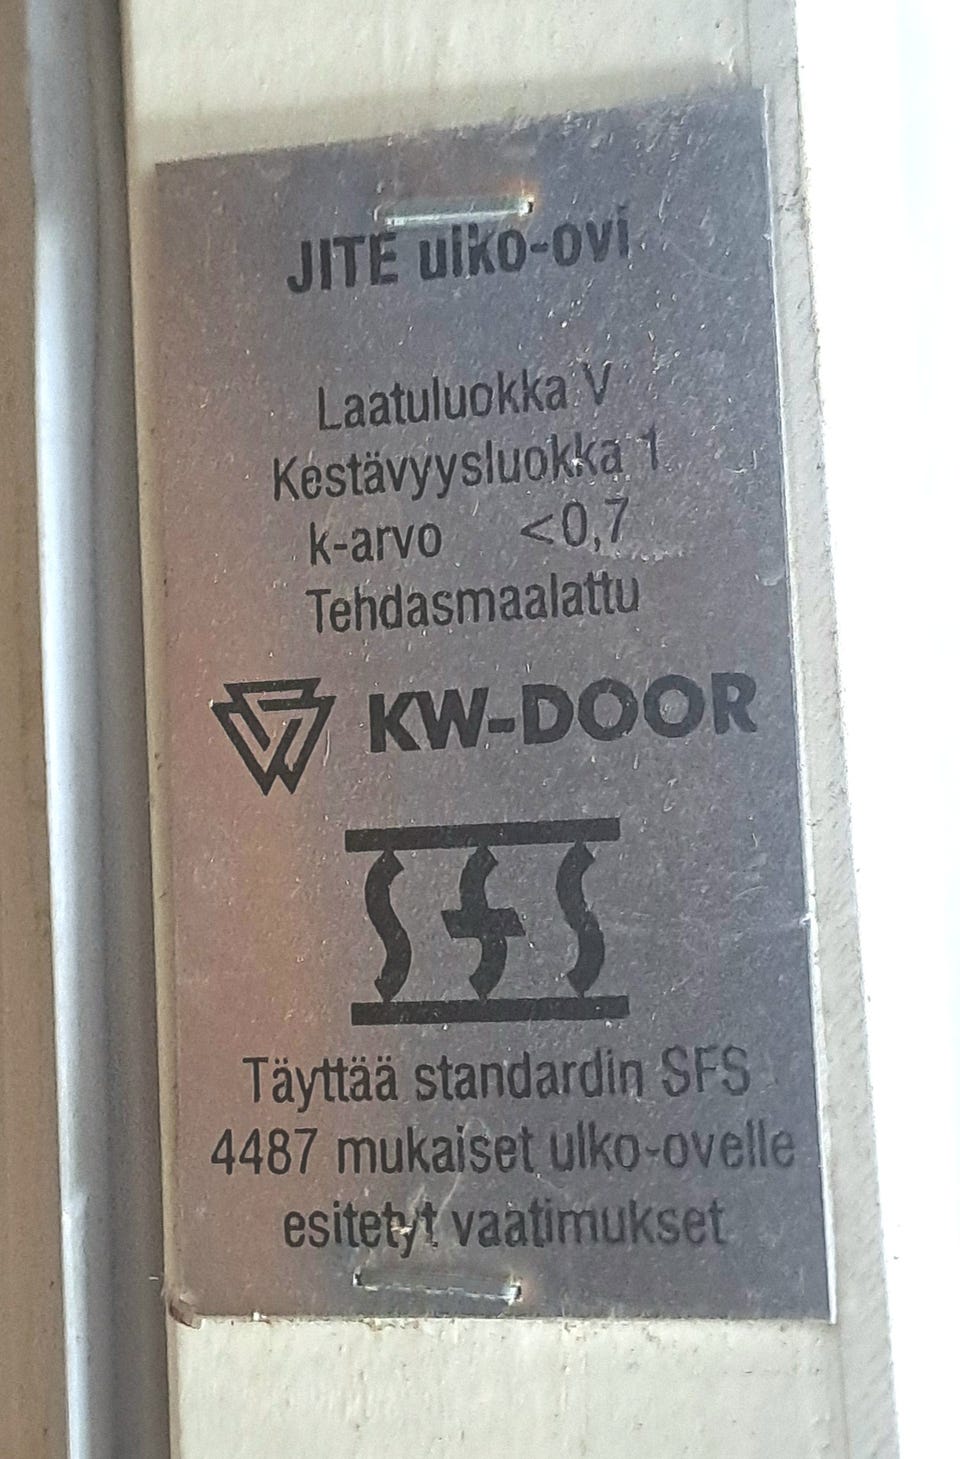 JITE ulko-ovi
Laatuluokka V
Kestävyysluokka 1
k-arvo <0,7
Tehdasmaalattu
KW-DOOR
SFS
Täyttää standardin SFS
4487 mukaiset ulko-ovelle
esitetyt vaatimukset